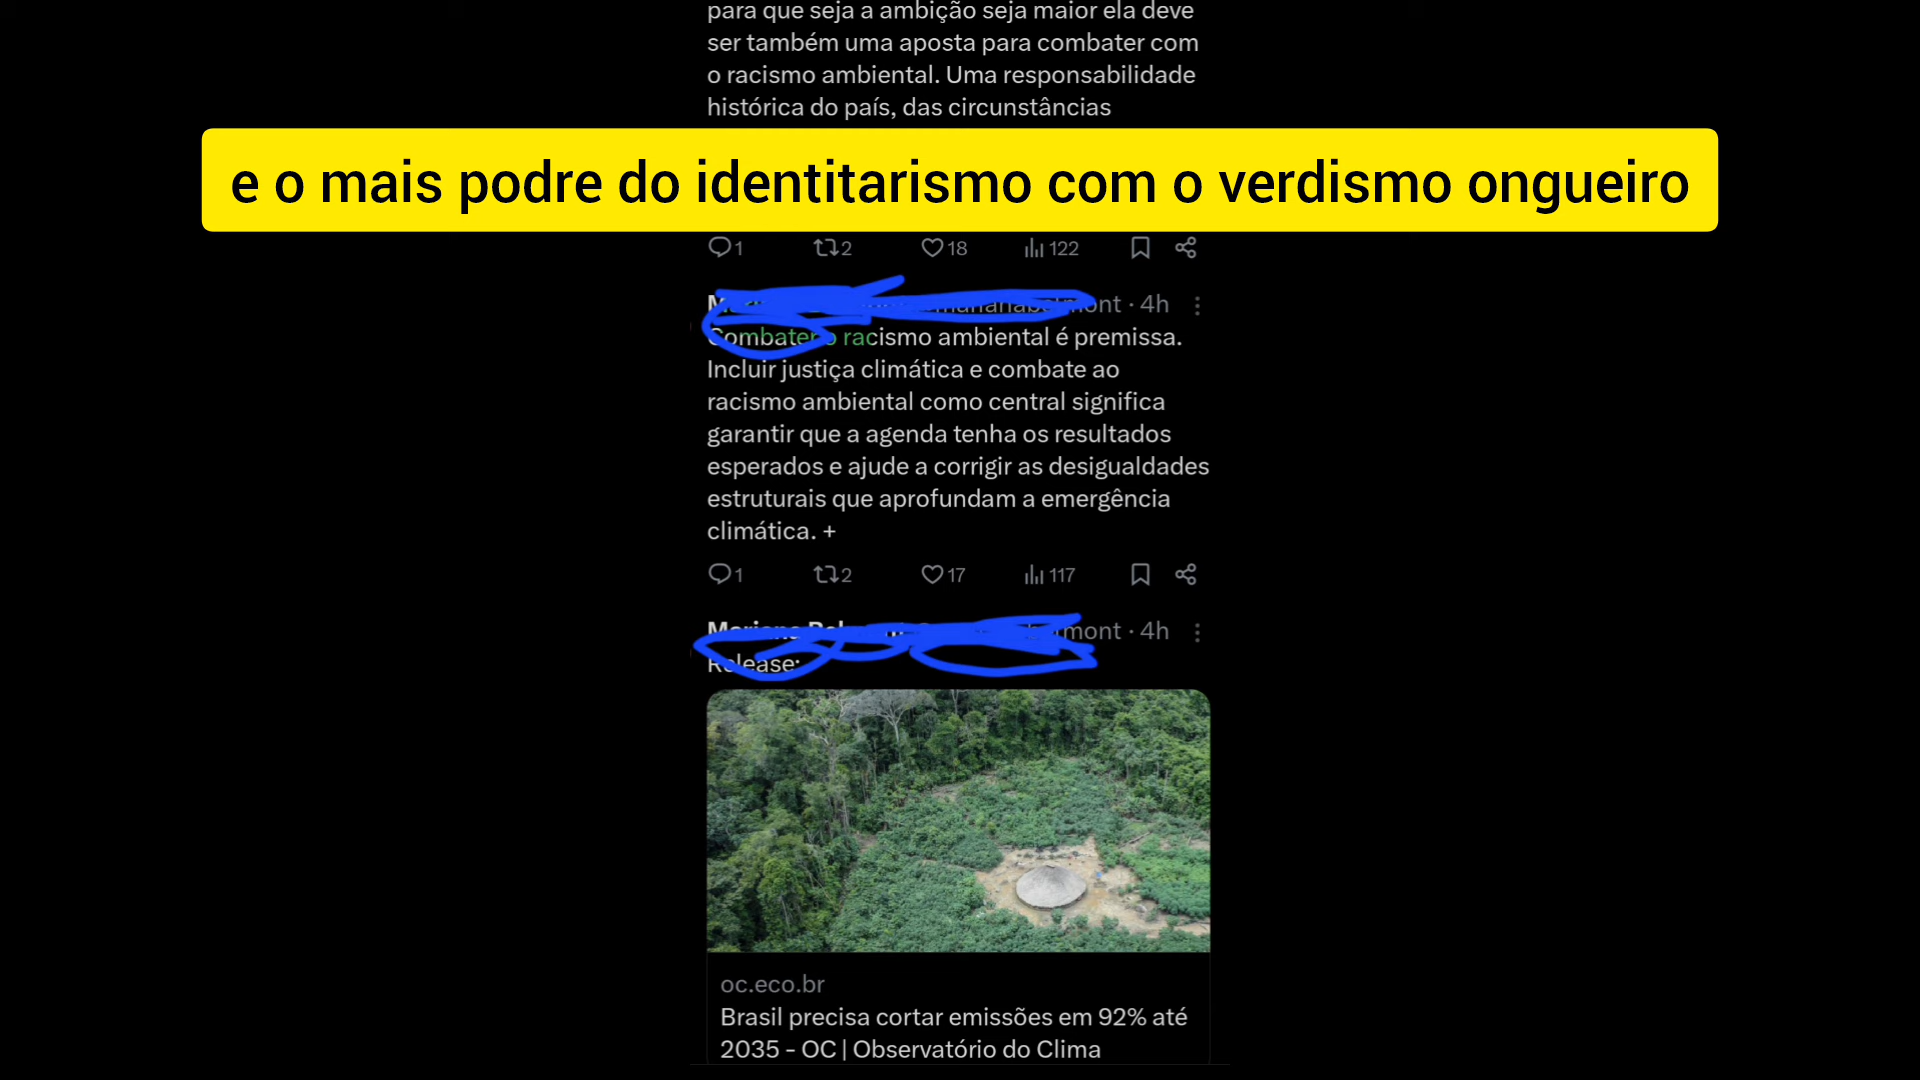 para que seja a ambição seja maior ela deve
ser também uma aposta para combater com
o racismo ambiental. Uma responsabilidade
histórica do país, das circunstâncias
e o mais podre do identitarismo com o verdismo ongueiro
1 2 18 122
mont · 4h
Combater o racismo ambiental é premissa.
Incluir justiça climática e combate ao
racismo ambiental como central significa
garantir que a agenda tenha os resultados
esperados e ajude a corrigir as desigualdades
estruturais que aprofundam a emergência
climática. +
1 2 17 117
mont · 4h
Release:
oc.eco.br
Brasil precisa cortar emissões em 92% até
2035 - OC | Observatório do Clima